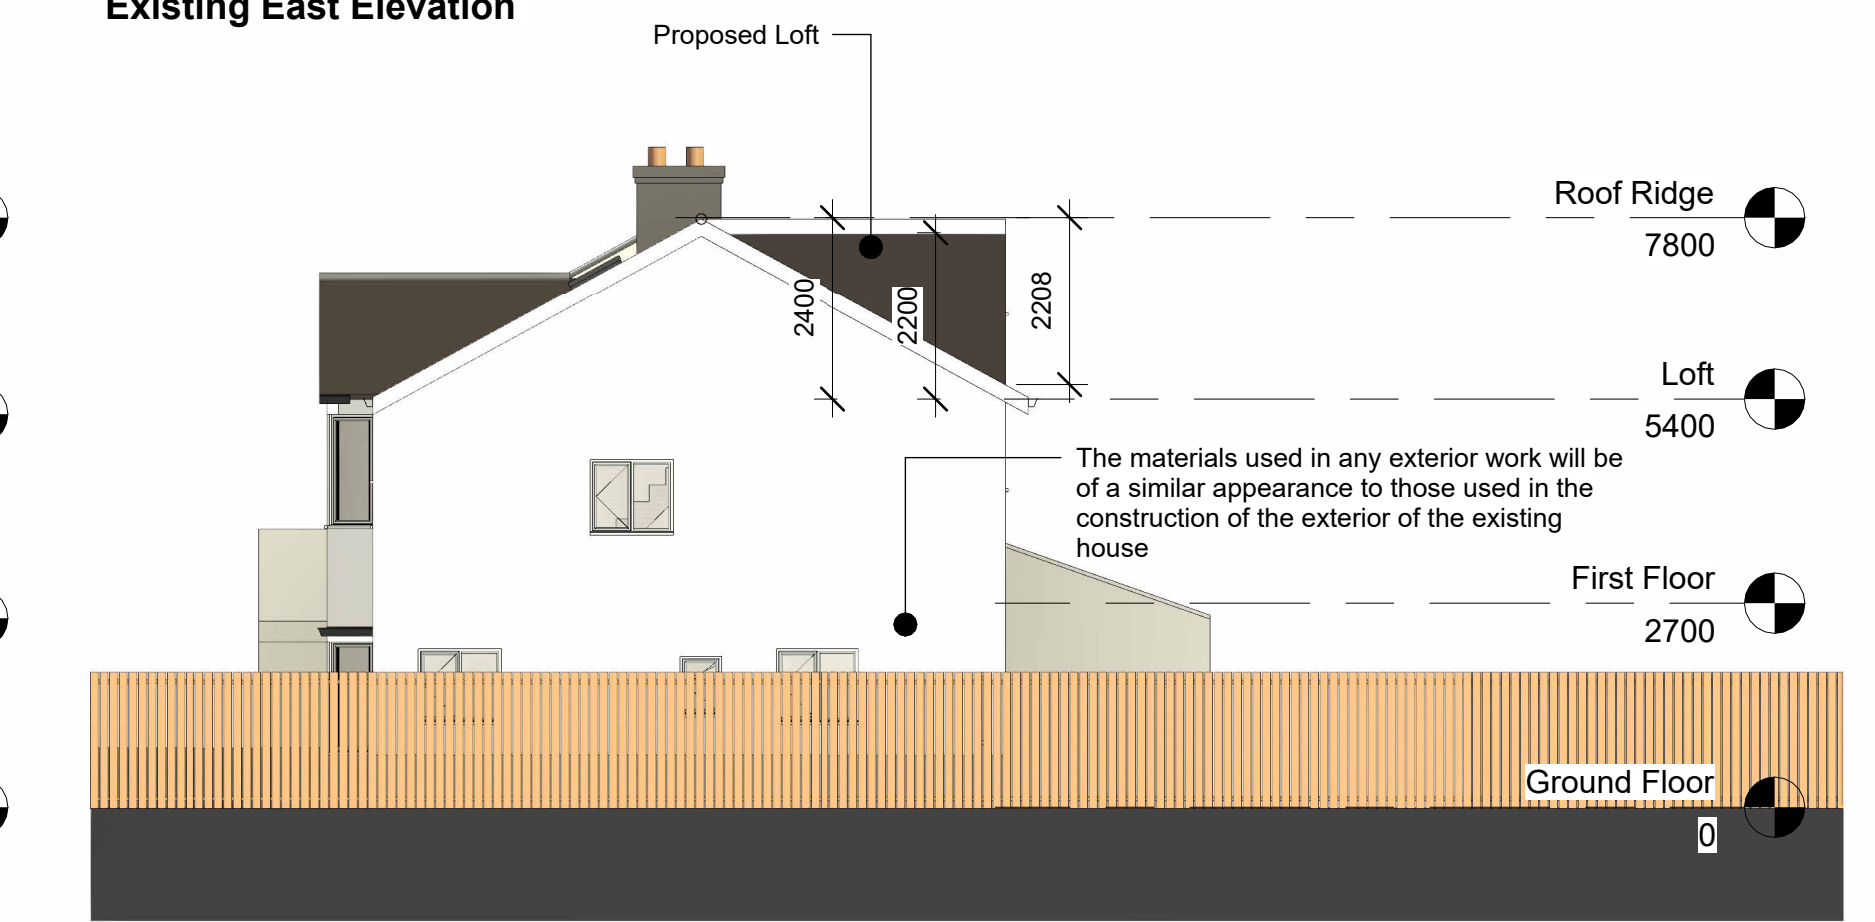 Existing East Elevation
Proposed Loft
Roof Ridge
7800
2400
2200
2208
Loft
5400
The materials used in any exterior work will be
of a similar appearance to those used in the
construction of the exterior of the existing
house
First Floor
2700
Ground Floor
0